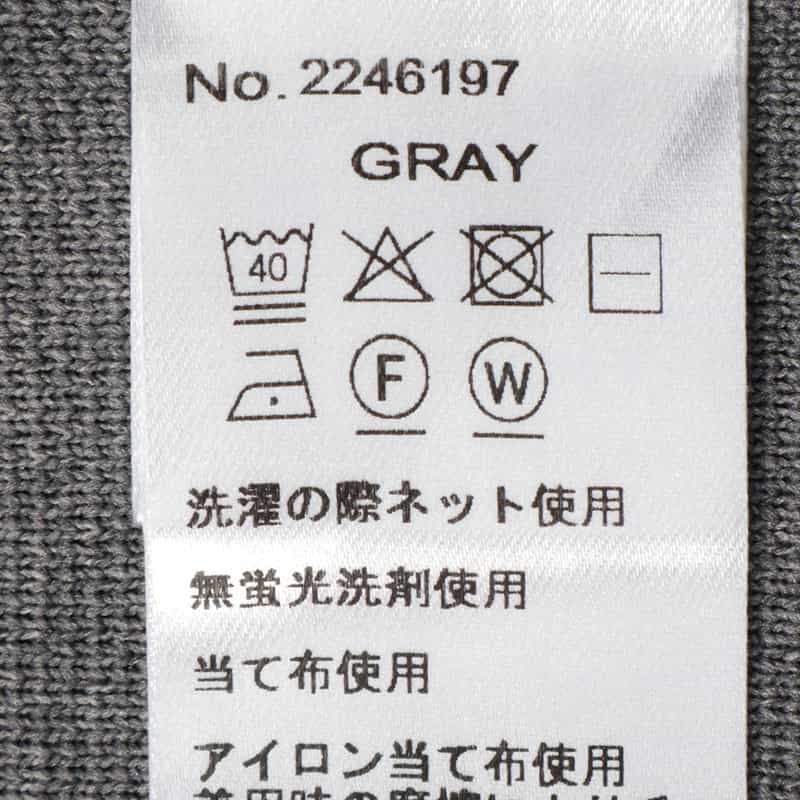 No. 2246197
GRAY
40
F W
洗濯の際ネット使用
無蛍光洗剤使用
当て布使用
アイロン当て布使用